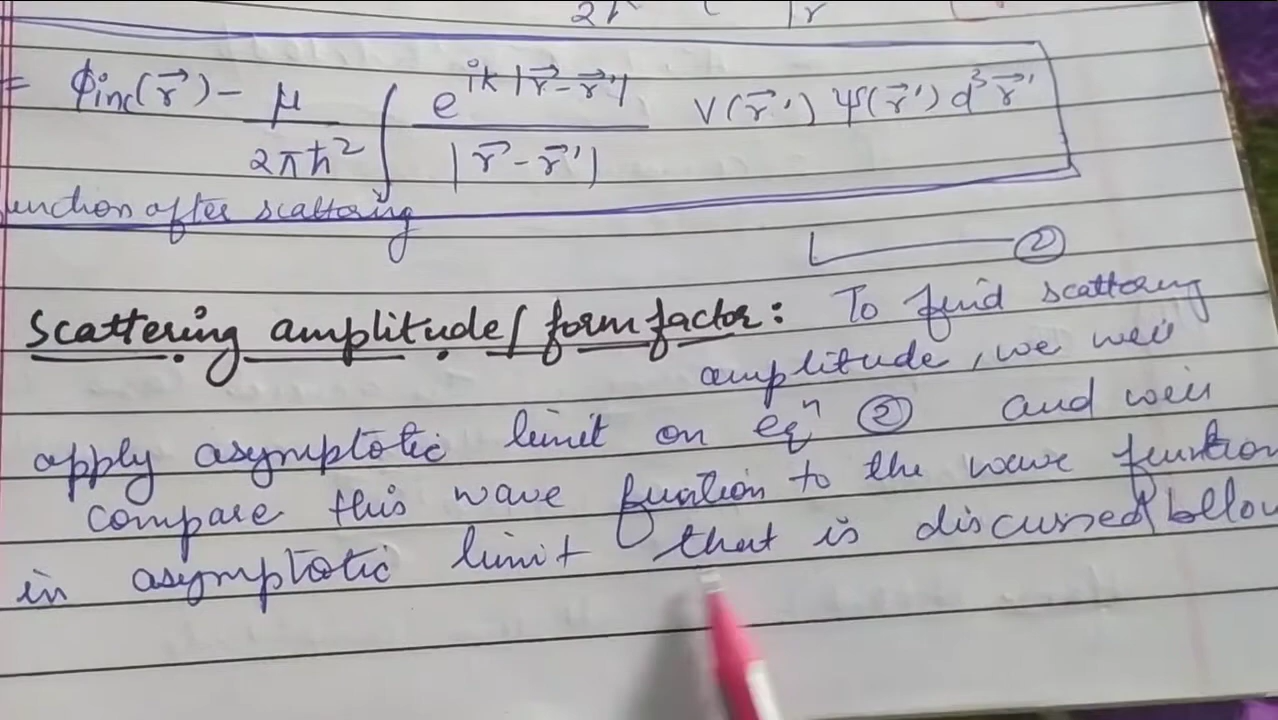 = ϕinc(r⃗) - μ/2πħ² ∫ e^{ik|r⃗-r⃗'|}/|r⃗-r⃗'| V(r⃗') ψ(r⃗') d³r⃗'
after scattering
②
Scattering amplitude/form factor: To find scattering
amplitude, we will
apply asymptotic limit on eqⁿ ② and will
compare this wave function to the wave function
in asymptotic limit that is discussed bellow